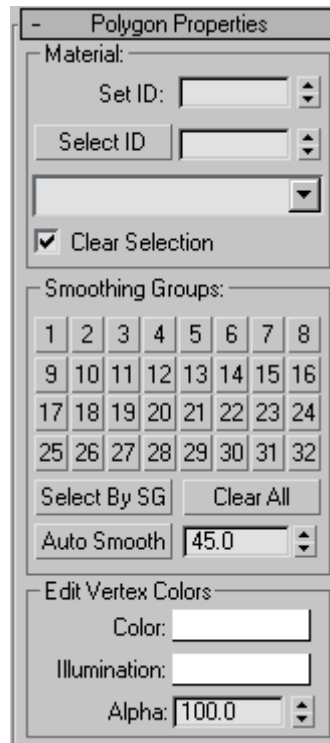 - Polygon Properties
Material:
Set ID:
Select ID
Clear Selection
Smoothing Groups:
1 2 3 4 5 6 7 8
9 10 11 12 13 14 15 16
17 18 19 20 21 22 23 24
25 26 27 28 29 30 31 32
Select By SG Clear All
Auto Smooth 45.0
Edit Vertex Colors
Color:
Illumination:
Alpha: 100.0